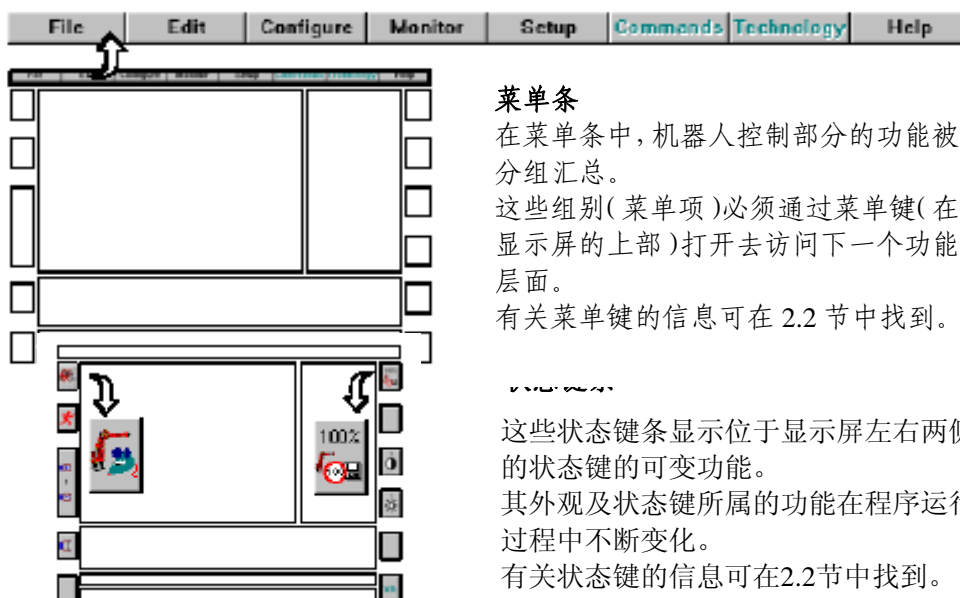 File Edit Configure Monitor Setup Commands Technology Help
菜单条
在菜单条中，机器人控制部分的功能被
分组汇总。
这些组别(菜单项)必须通过菜单键(在
显示屏的上部)打开去访问下一个功能
层面。
有关菜单键的信息可在 2.2 节中找到。
这些状态键条显示位于显示屏左右两侧
的状态键的可变功能。
其外观及状态键所属的功能在程序运行
过程中不断变化。
有关状态键的信息可在2.2节中找到。
100%